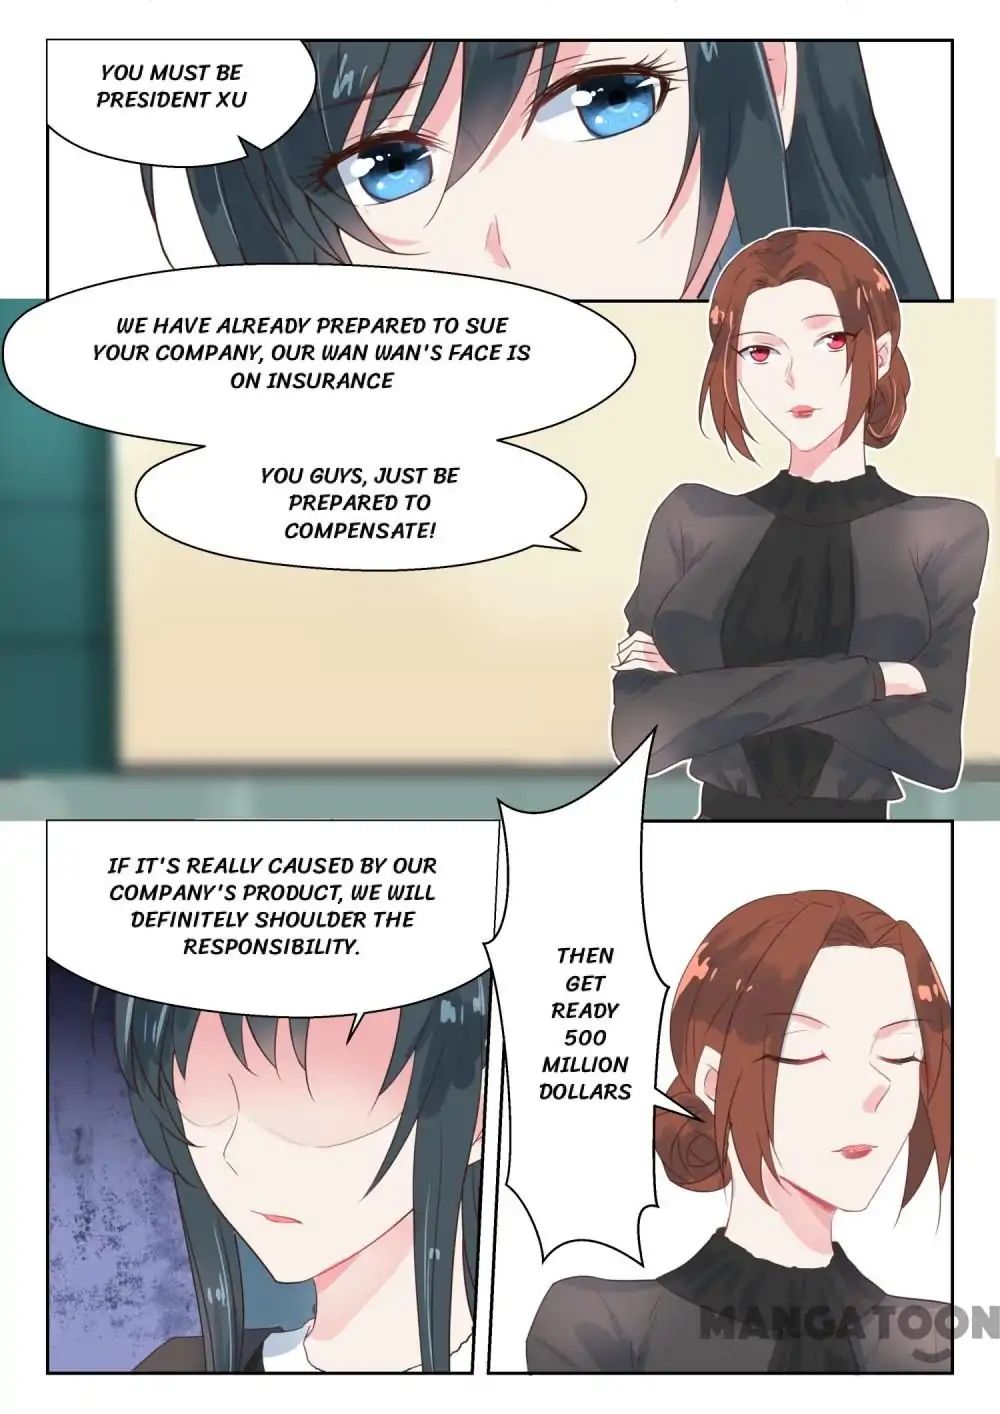 YOU MUST BE
PRESIDENT XU
WE HAVE ALREADY PREPARED TO SUE
YOUR COMPANY, OUR WAN WAN'S FACE IS
ON INSURANCE
YOU GUYS, JUST BE
PREPARED TO
COMPENSATE!
IF IT'S REALLY CAUSED BY OUR
COMPANY'S PRODUCT, WE WILL
DEFINITELY SHOULDER THE
RESPONSIBILITY.
THEN
GET
READY
500
MILLION
DOLLARS
MANGATOON